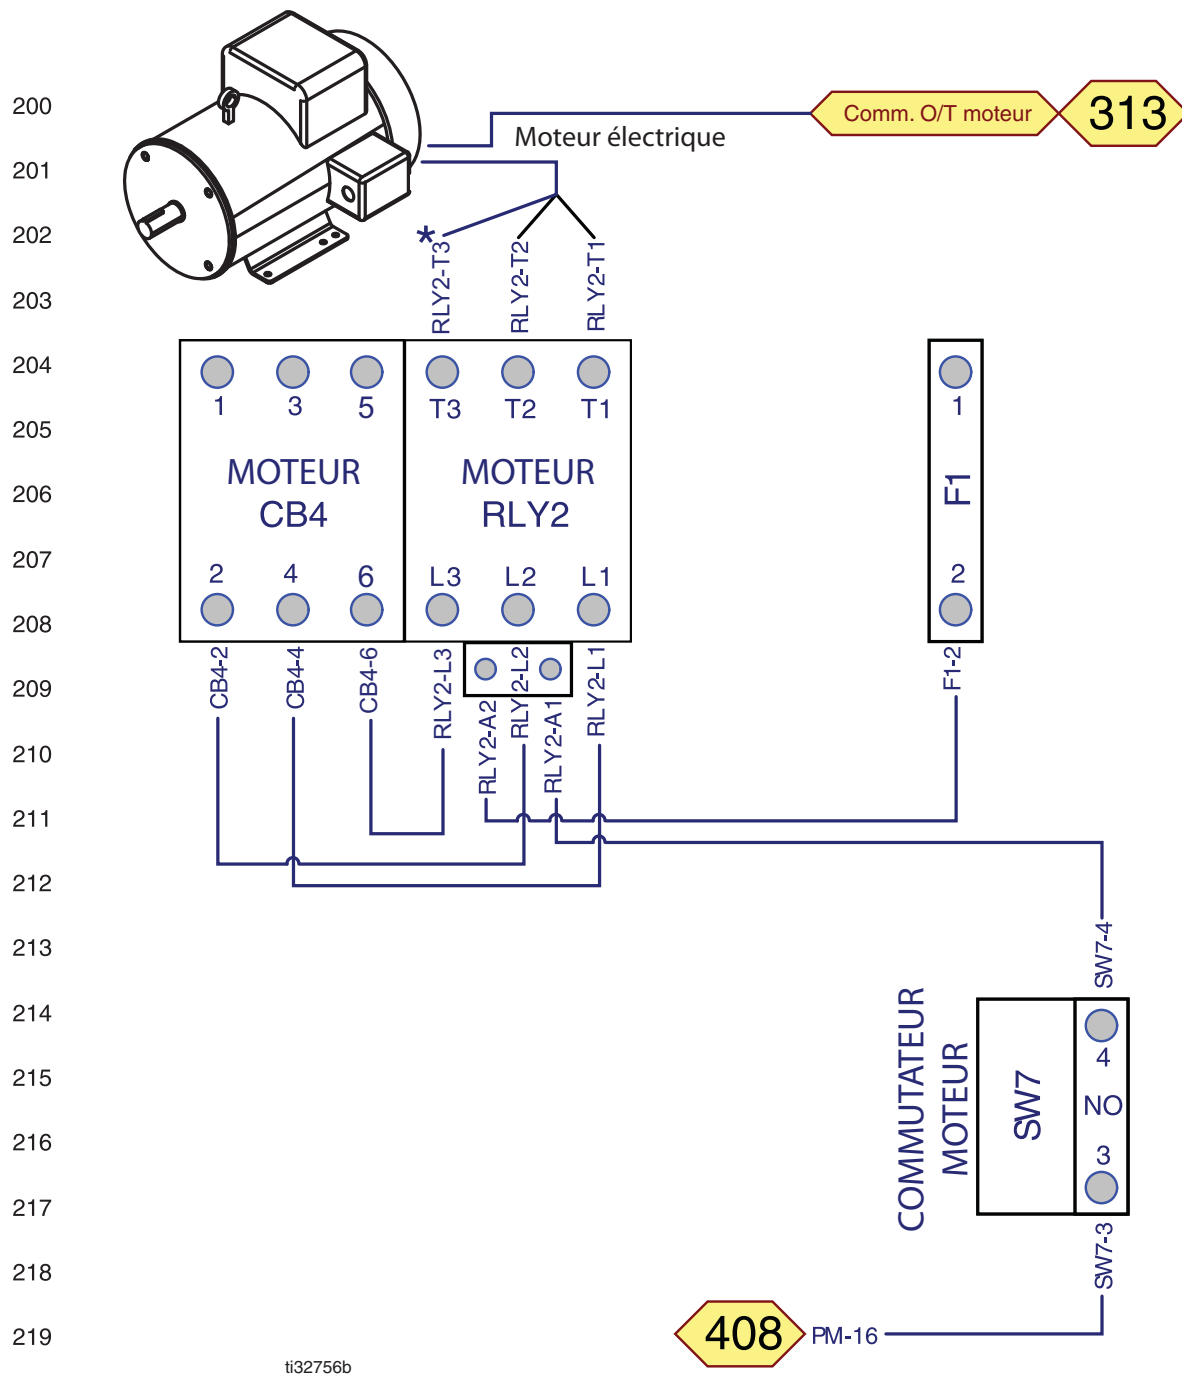 200
Comm. O/T moteur
313
Moteur électrique
201
202
*
RLY2-T3
RLY2-T2
RLY2-T1
203
204
1
3
5
T3
T2
T1
1
205
MOTEUR
CB4
MOTEUR
RLY2
F1
206
207
2
4
6
L3
L2
L1
2
208
CB4-2
CB4-4
CB4-6
RLY2-L3
RLY2-A2
RLY2-L2
RLY2-A1
RLY2-L1
F1-2
209
210
211
212
213
SW7-4
214
COMMUTATEUR
MOTEUR
SW7
4
NO
3
215
216
217
SW7-3
218
219
408
PM-16
ti32756b